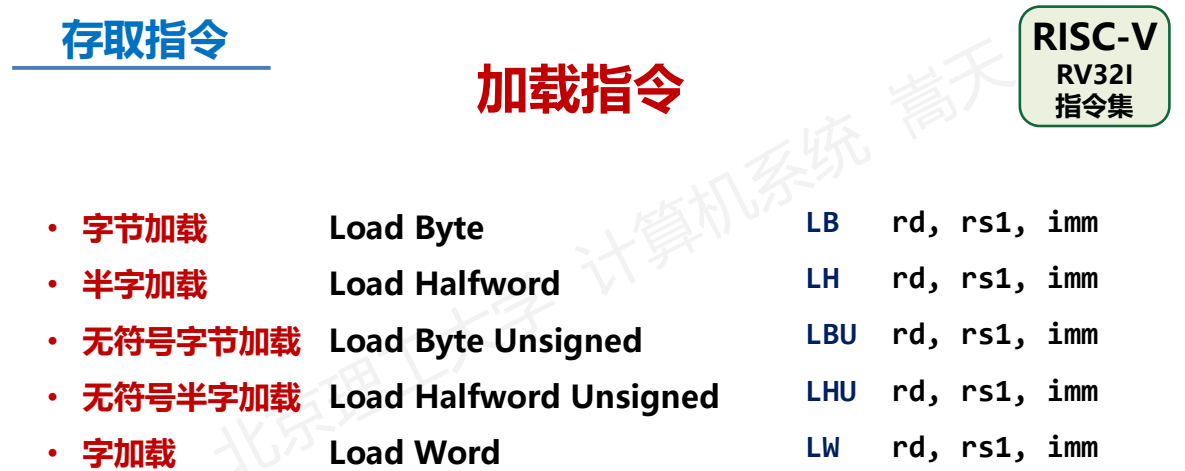 存取指令
加载指令
RISC-V
RV32I
指令集
• 字节加载 Load Byte LB rd, rs1, imm
• 半字加载 Load Halfword LH rd, rs1, imm
• 无符号字节加载 Load Byte Unsigned LBU rd, rs1, imm
• 无符号半字加载 Load Halfword Unsigned LHU rd, rs1, imm
• 字加载 Load Word LW rd, rs1, imm
北京理工大学 计算机系统 嵩天